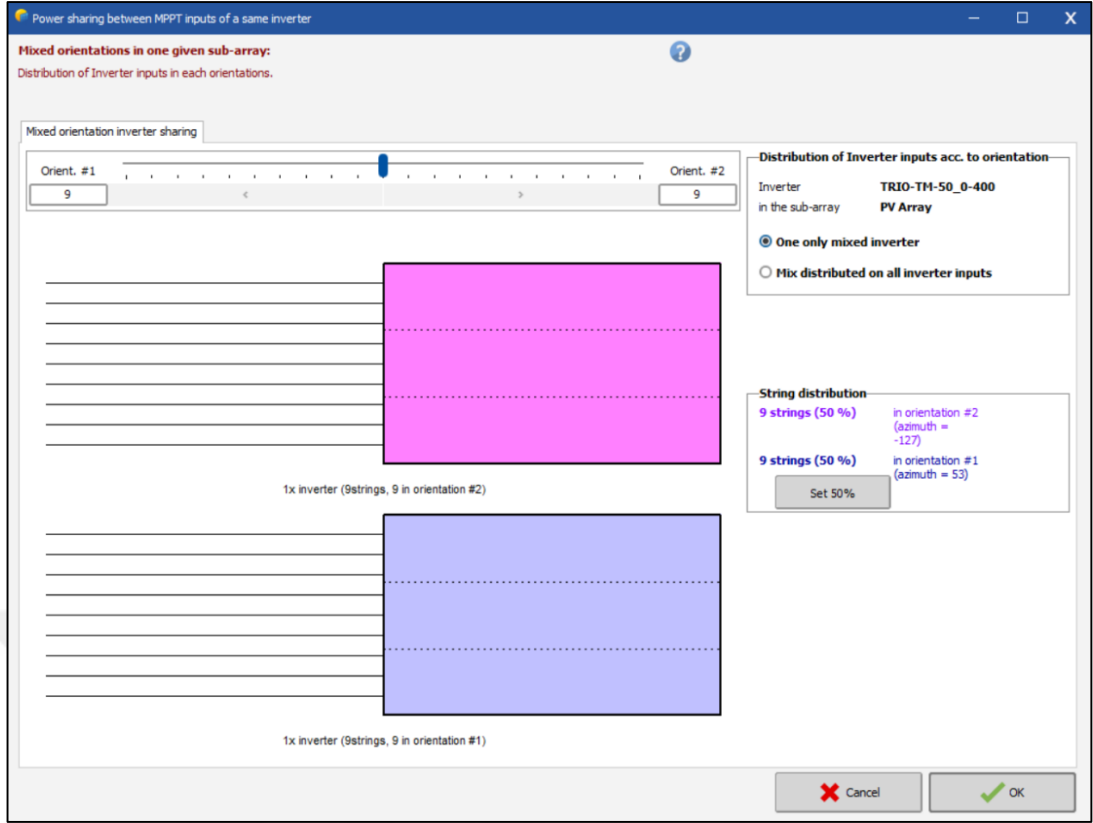 Power sharing between MPPT inputs of a same inverter
Mixed orientations in one given sub-array:
Distribution of Inverter inputs in each orientations.
Mixed orientation inverter sharing
Orient. #1
Orient. #2
9
<
>
9
Distribution of Inverter inputs acc. to orientation
Inverter TRIO-TM-50_0-400
in the sub-array PV Array
One only mixed inverter
Mix distributed on all inverter inputs
1x inverter (9strings, 9 in orientation #2)
String distribution
9 strings (50 %) in orientation #2
(azimuth =
-127)
9 strings (50 %) in orientation #1
(azimuth = 53)
Set 50%
1x inverter (9strings, 9 in orientation #1)
Cancel
OK